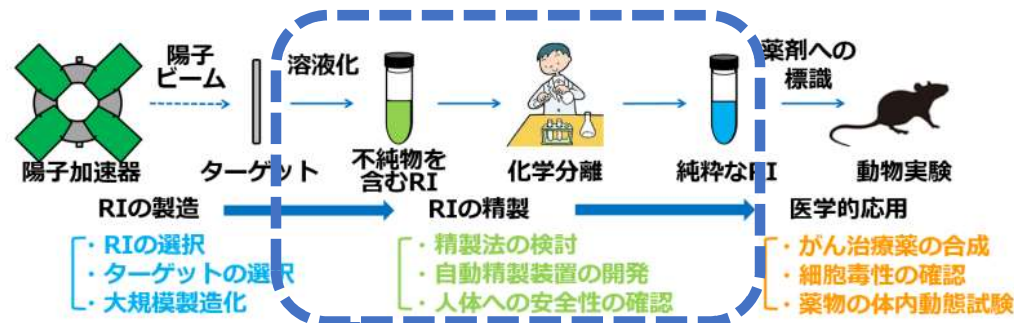 陽子
ビーム
溶液化
薬剤への
標識
陽子加速器
ターゲット
不純物を
含むRI
化学分離
純粋なRI
動物実験
RIの製造
RIの精製
医学的応用
・RIの選択
・ターゲットの選択
・大規模製造化
・精製法の検討
・自動精製装置の開発
・人体への安全性の確認
・がん治療薬の合成
・細胞毒性の確認
・薬物の体内動態試験